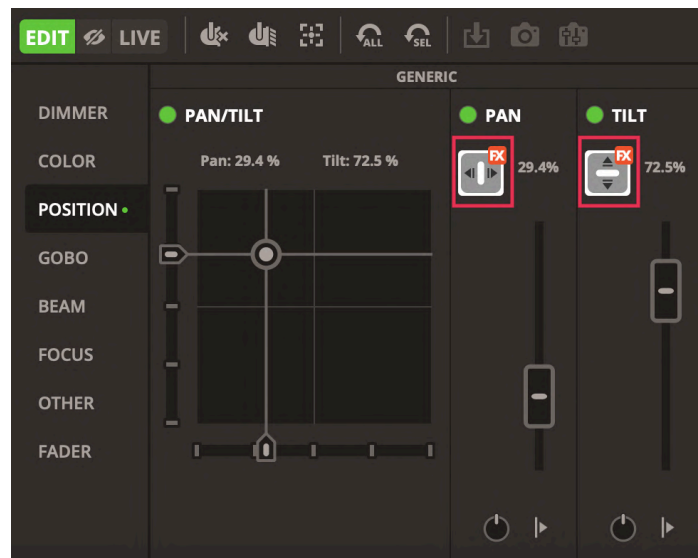 EDIT LIVE ALL SEL
GENERIC
DIMMER
COLOR
POSITION
GOBO
BEAM
FOCUS
OTHER
FADER
PAN/TILT
Pan: 29.4 % Tilt: 72.5 %
PAN
FX
29.4%
TILT
FX
72.5%